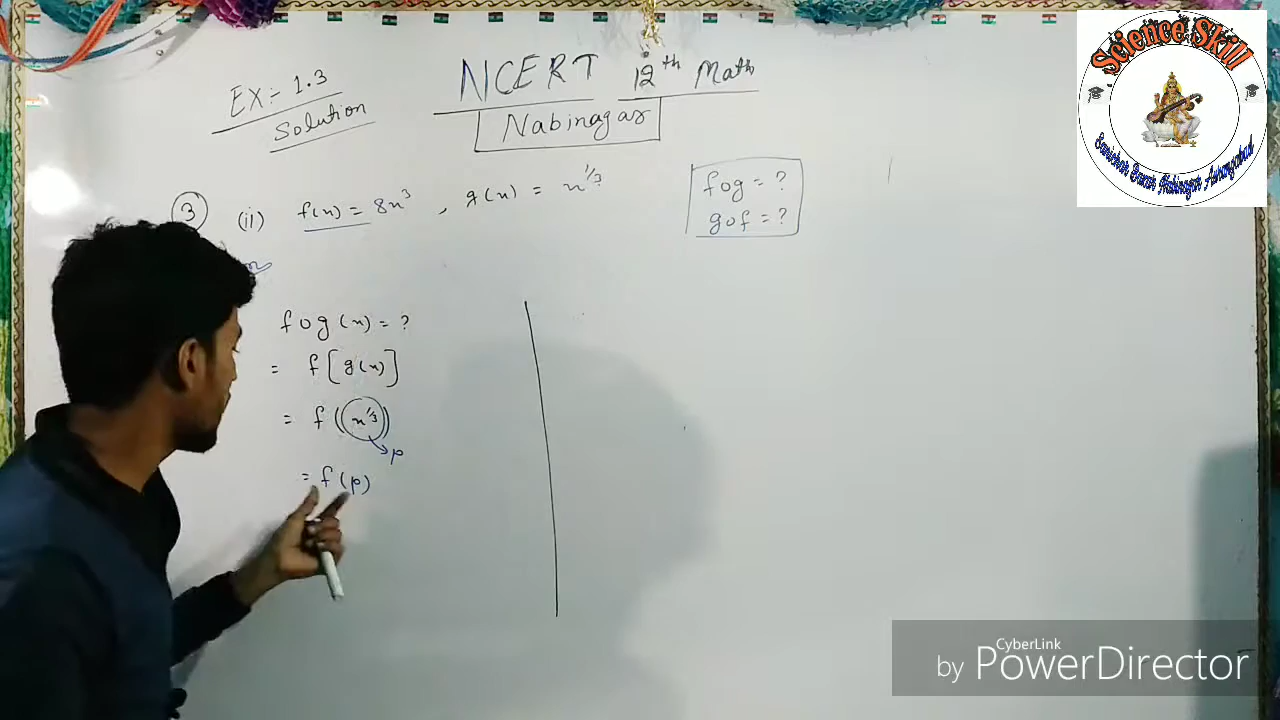 NCERT 12th Math
EX:- 1.3
Solution
Nabinagar
3 (ii) f(x) = 8x³ , g(x) = x^1/3
fog = ?
gof = ?
fog(x) = ?
= f[g(x)]
= f(x^1/3)
p
= f(p)
Science Skill
by CyberLink PowerDirector